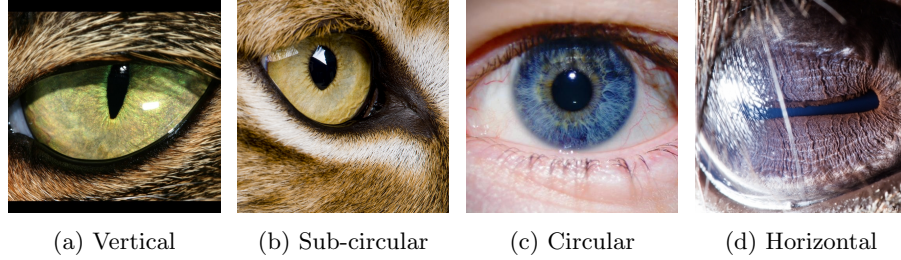 (a) Vertical
(b) Sub-circular
(c) Circular
(d) Horizontal